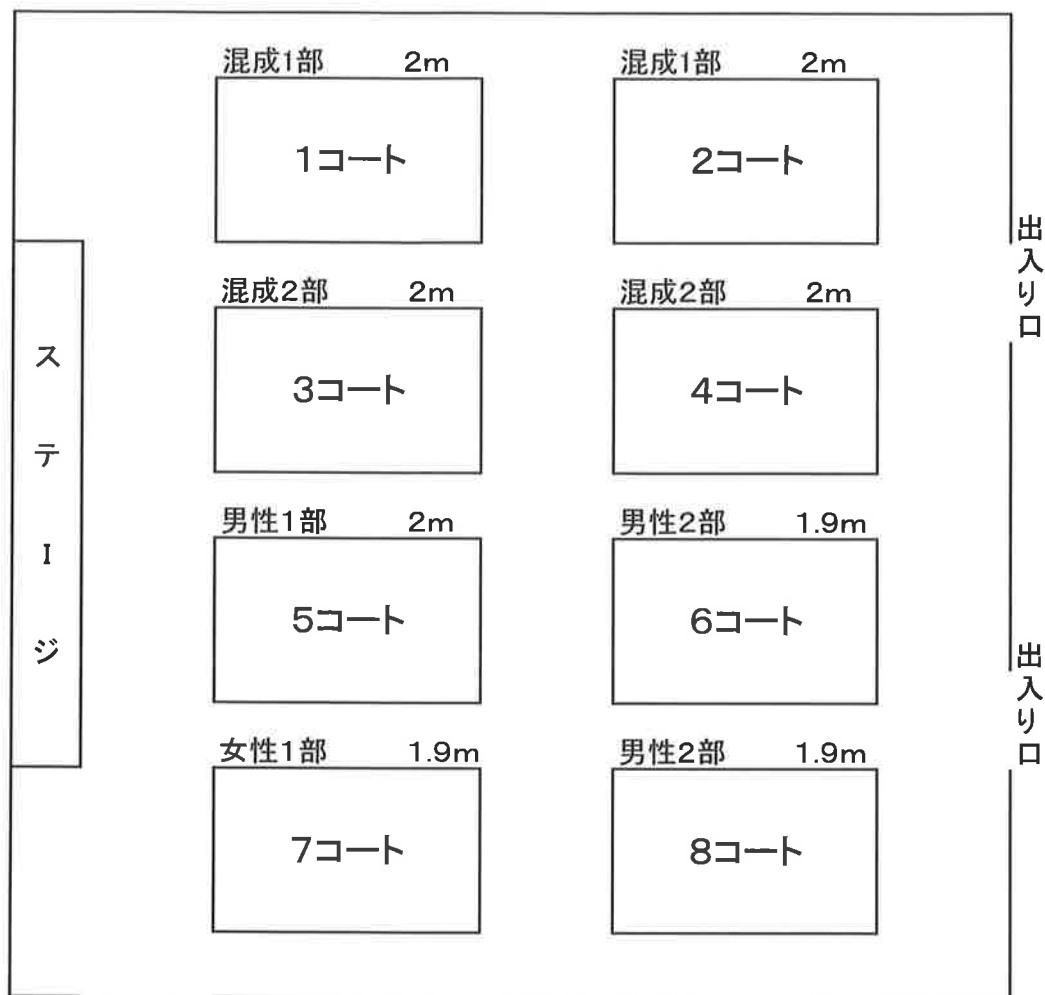 混成1部 2m
混成1部 2m
1コート
2コート
出入り口
混成2部 2m
混成2部 2m
3コート
4コート
ステージ
男性1部 2m
男性2部 1.9m
5コート
6コート
出入り口
女性1部 1.9m
男性2部 1.9m
7コート
8コート